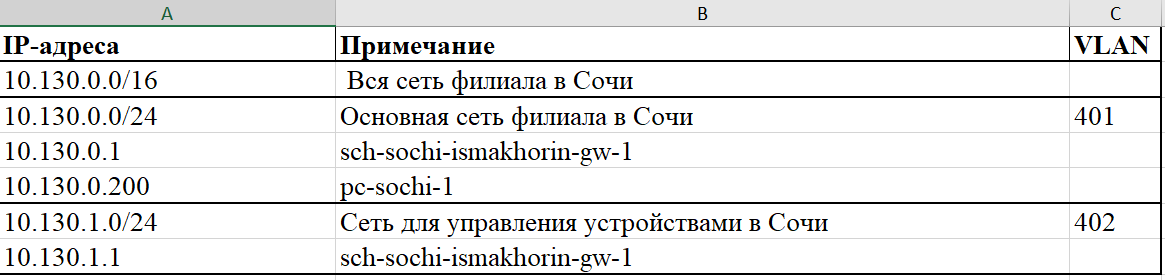 A B C
IP-адреса Примечание VLAN
10.130.0.0/16 Вся сеть филиала в Сочи
10.130.0.0/24 Основная сеть филиала в Сочи 401
10.130.0.1 sch-sochi-ismakhorin-gw-1
10.130.0.200 pc-sochi-1
10.130.1.0/24 Сеть для управления устройствами в Сочи 402
10.130.1.1 sch-sochi-ismakhorin-gw-1